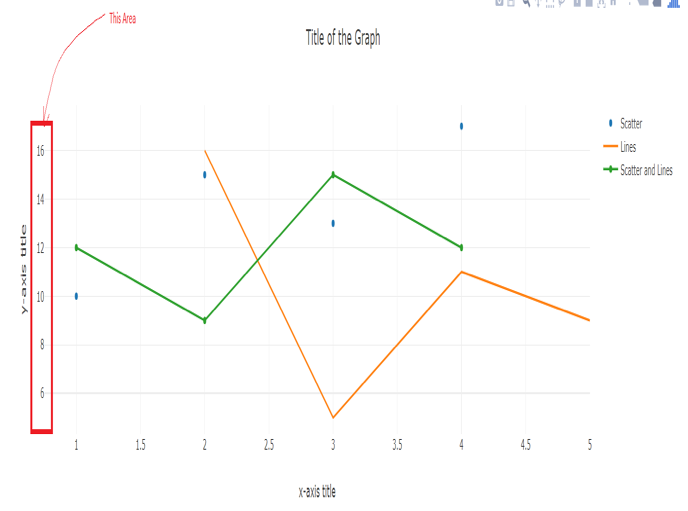 This Area
Title of the Graph
Scatter
Lines
Scatter and Lines
16
14
12
10
8
6
y-axis title
1 1.5 2 2.5 3 3.5 4 4.5 5
x-axis title